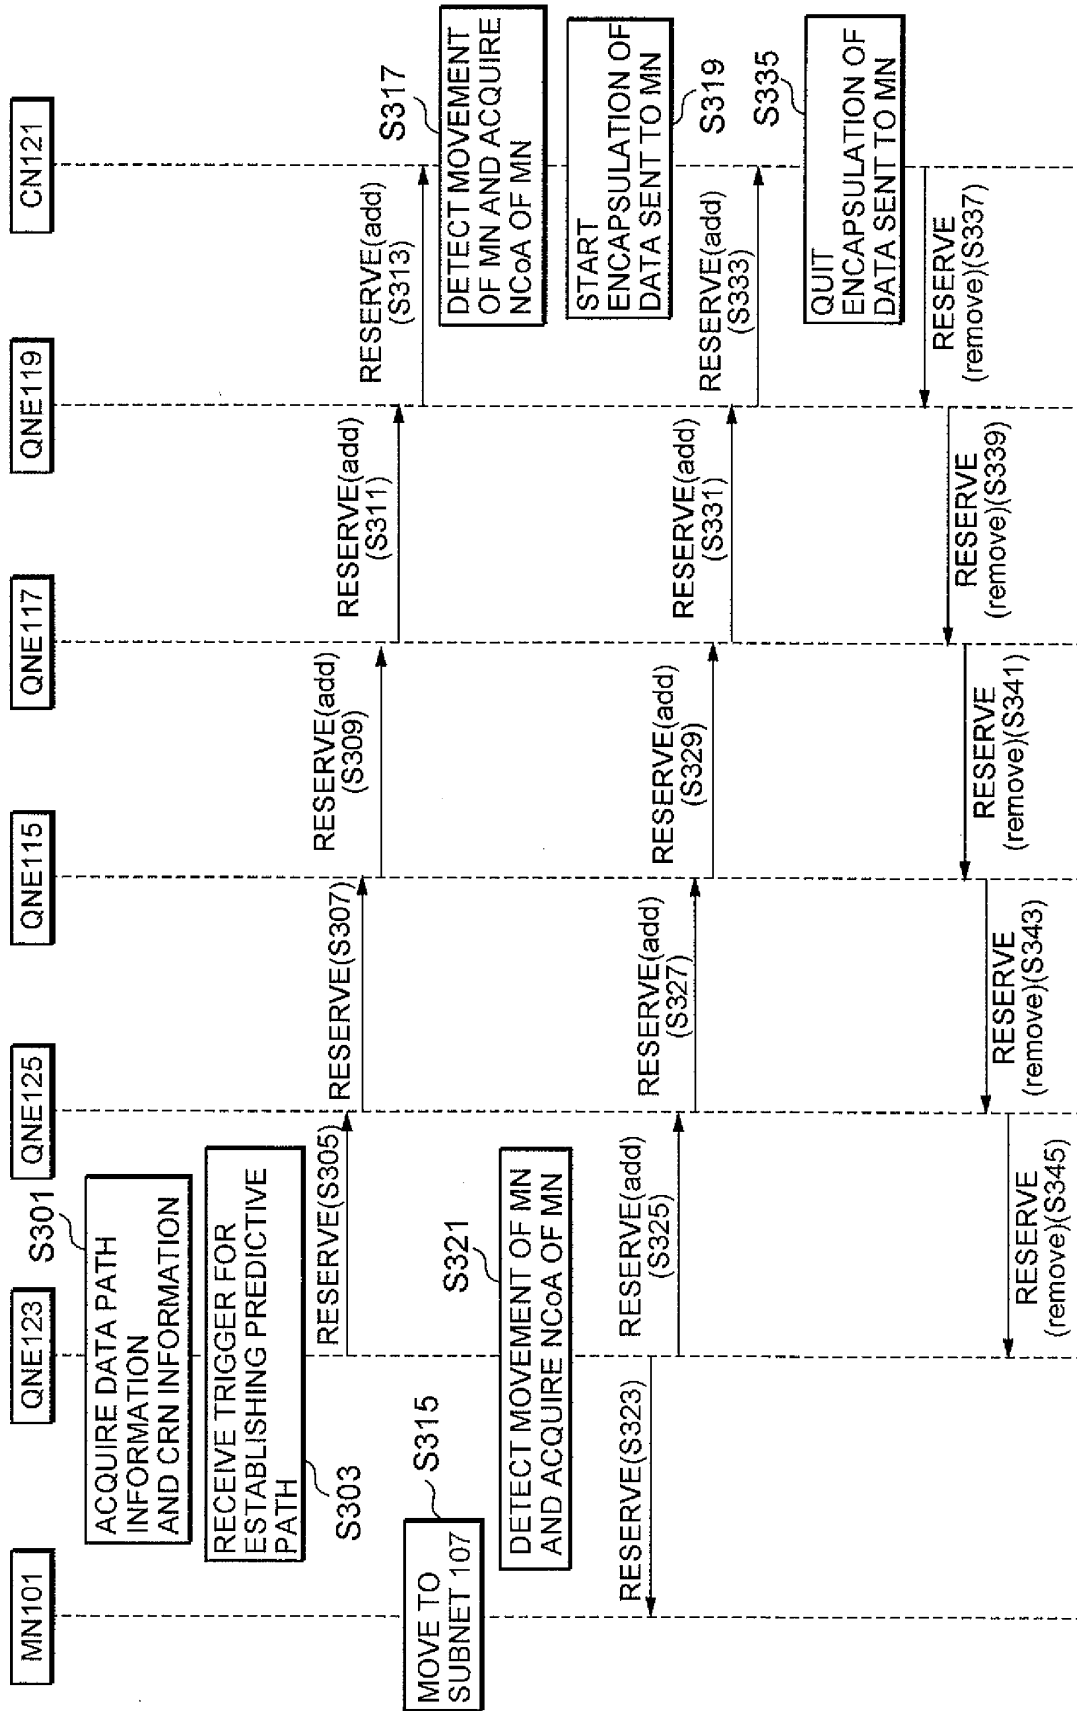 MN101
QNE123
QNE125
QNE115
QNE117
QNE119
CN121
S301
ACQUIRE DATA PATH
INFORMATION
AND CRN INFORMATION
RECEIVE TRIGGER FOR
ESTABLISHING PREDICTIVE
PATH
S303
RESERVE(S305)
RESERVE(S307)
RESERVE(add)
(S309)
RESERVE(add)
(S311)
RESERVE(add)
(S313)
S315
MOVE TO
SUBNET 107
S317
DETECT MOVEMENT
OF MN AND ACQUIRE
NCoA OF MN
START
ENCAPSULATION OF
DATA SENT TO MN
S319
S321
DETECT MOVEMENT OF MN
AND ACQUIRE NCoA OF MN
RESERVE(S323)
RESERVE(add)
(S325)
RESERVE(add)
(S327)
RESERVE(add)
(S329)
RESERVE(add)
(S331)
RESERVE(add)
(S333)
S335
QUIT
ENCAPSULATION OF
DATA SENT TO MN
RESERVE
(remove)(S337)
RESERVE
(remove)(S339)
RESERVE
(remove)(S341)
RESERVE
(remove)(S343)
RESERVE
(remove)(S345)